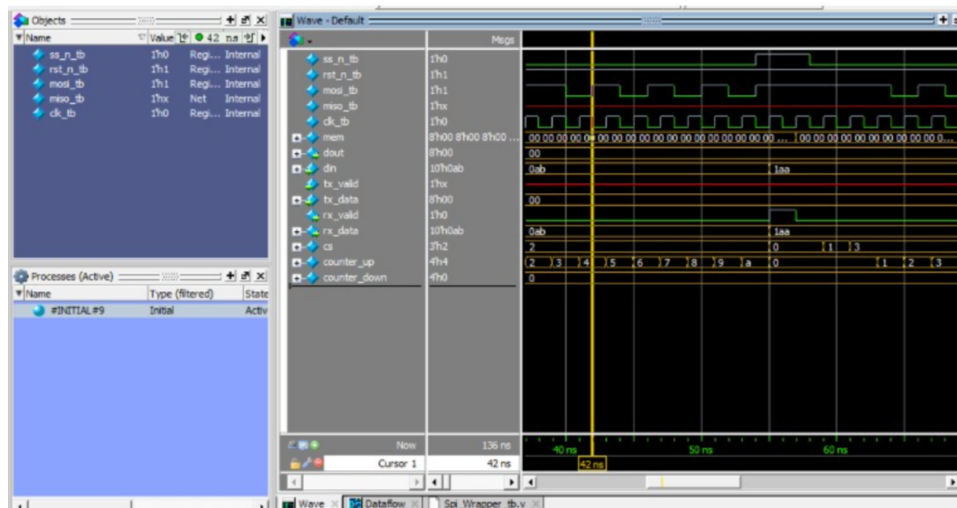 Objects
Wave - Default
Name Value 42 ns
Msgs
ss_n_tb 1'h0 Regi... Internal
rst_n_tb 1'h1 Regi... Internal
mosi_tb 1'h1 Regi... Internal
miso_tb 1'hx Net Internal
clk_tb 1'h0 Regi... Internal
ss_n_tb 1'h0
rst_n_tb 1'h1
mosi_tb 1'h1
miso_tb 1'hx
clk_tb 1'h0
mem 8'h00 8'h00 8'h00 ...
dout 8'h00 00
din 10'h0ab 0ab 1aa
tx_valid 1'hx
tx_data 8'h00 00
rx_valid 1'h0
rx_data 10'h0ab 0ab 1aa
cs 3'h2 2 0 1 3
counter_up 4'h4 2 3 4 5 6 7 8 9 a 0 1 2 3
counter_down 4'h0 0
Processes (Active)
Name Type (filtered) State
#INITIAL#9 Initial Activ
Now 136 ns 40 ns 50 ns 60 ns
Cursor 1 42 ns 42 ns
Wave Dataflow Spi_Wrapper_tb.v